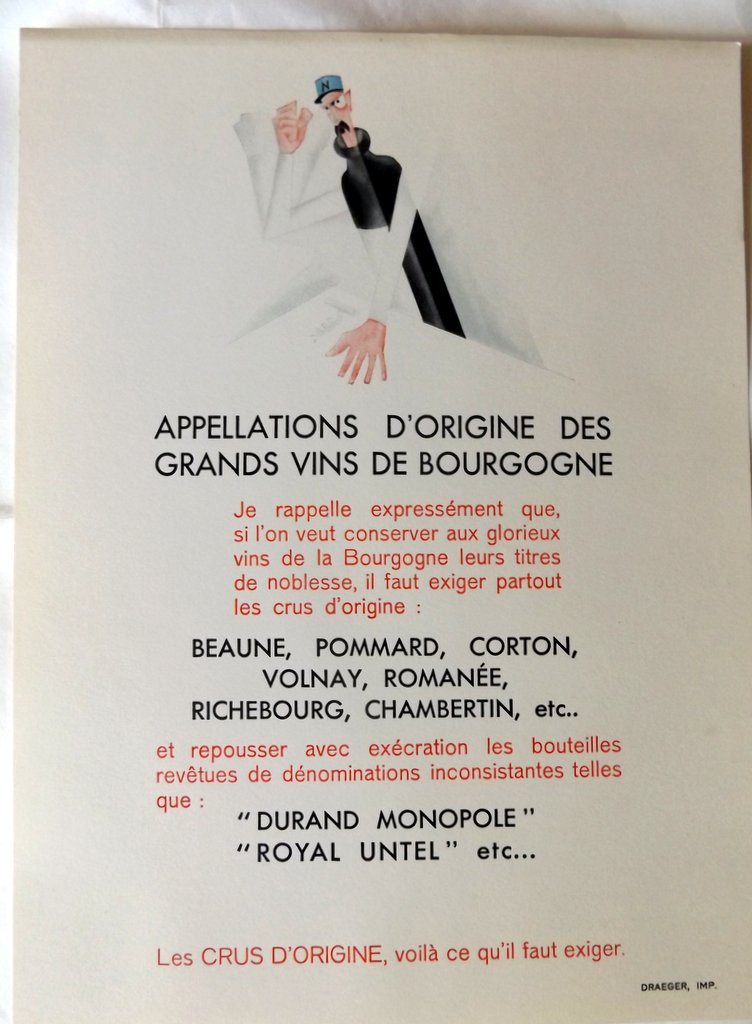 N
APPELLATIONS D'ORIGINE DES
GRANDS VINS DE BOURGOGNE
Je rappelle expressément que,
si l'on veut conserver aux glorieux
vins de la Bourgogne leurs titres
de noblesse, il faut exiger partout
les crus d'origine :
BEAUNE, POMMARD, CORTON,
VOLNAY, ROMANÉE,
RICHEBOURG, CHAMBERTIN, etc..
et repousser avec exécration les bouteilles
revêtues de dénominations inconsistantes telles
que :
"DURAND MONOPOLE"
"ROYAL UNTEL" etc...
Les CRUS D'ORIGINE, voilà ce qu'il faut exiger.
DRAEGER, IMP.